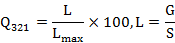 Q₃₂₁ = L / Lₘₐₓ × 100, L = G / S